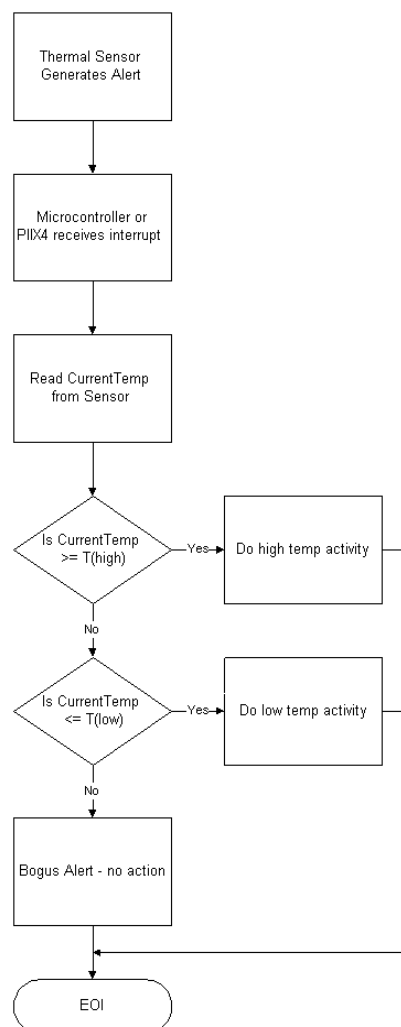 Thermal Sensor
Generates Alert
Microcontroller or
PIIX4 receives interrupt
Read CurrentTemp
from Sensor
Is CurrentTemp
>= T(high)
Yes
Do high temp activity
No
Is CurrentTemp
<= T(low)
Yes
Do low temp activity
No
Bogus Alert - no action
EOI